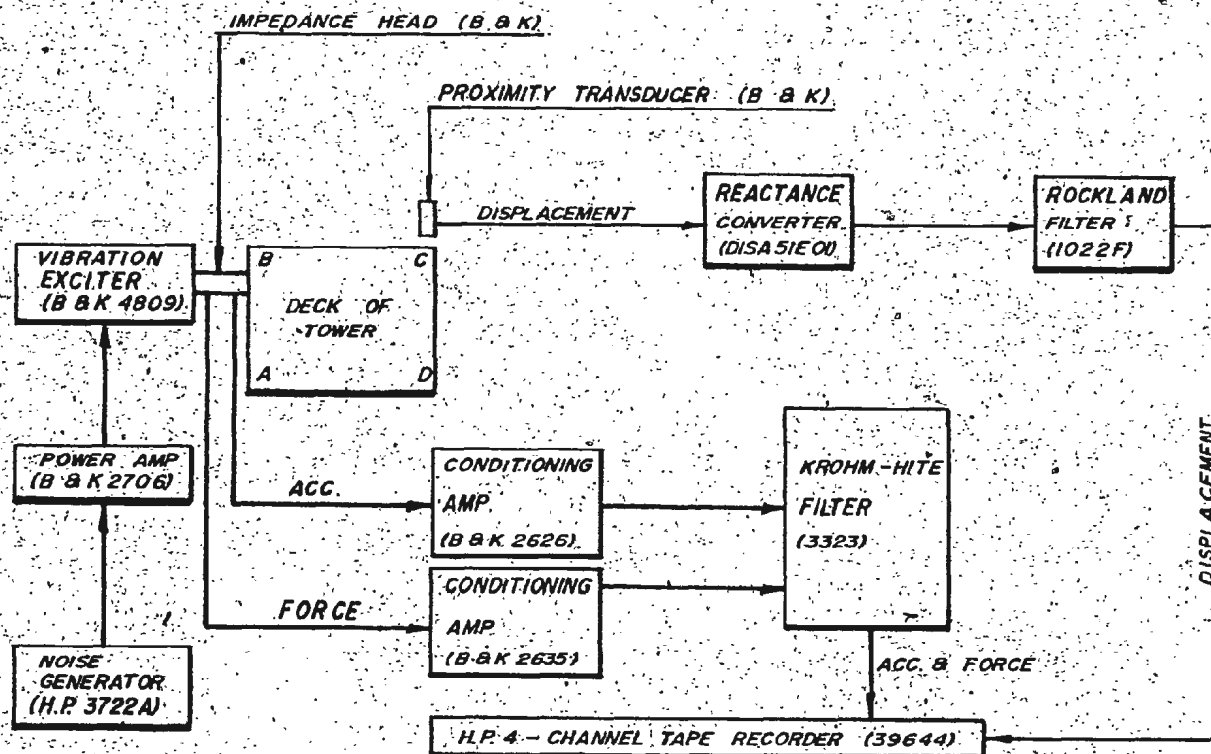 IMPEDANCE HEAD (B & K)
PROXIMITY TRANSDUCER (B & K)
DISPLACEMENT
REACTANCE
CONVERTER
(DISA 51E01)
ROCKLAND
FILTER
(1022F)
VIBRATION
EXCITER
(B & K 4809)
B
C
DECK OF
TOWER
A
D
POWER AMP
(B & K 2706)
ACC.
CONDITIONING
AMP.
(B & K 2626)
KROHM-HITE
FILTER
(3323)
DISPLACEMENT
FORCE
CONDITIONING
AMP
(B & K 2635)
NOISE
GENERATOR
(H.P. 3722A)
ACC. & FORCE
H.P. 4-CHANNEL TAPE RECORDER (39644)